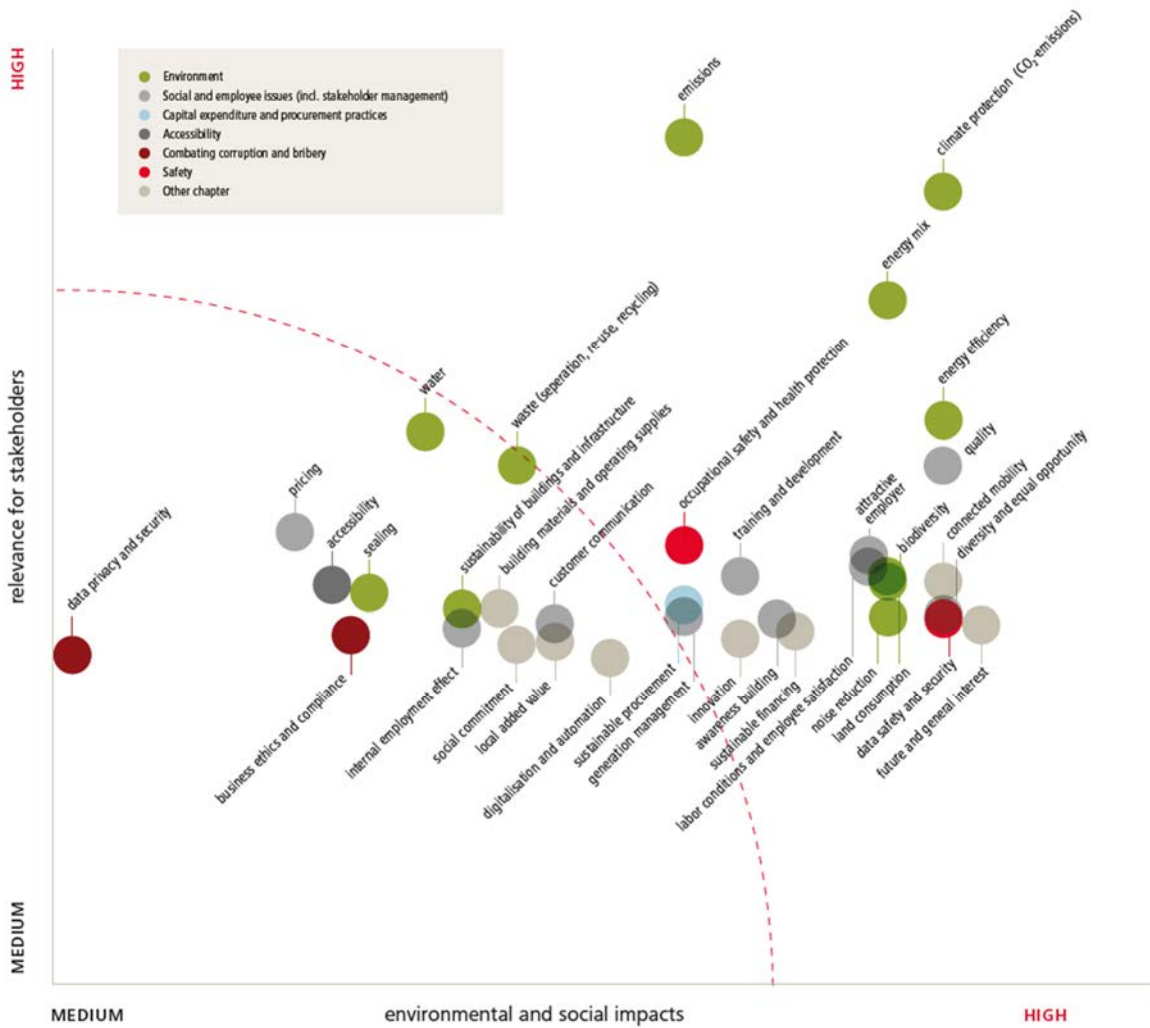 HIGH
Environment
Social and employee issues (incl. stakeholder management)
Capital expenditure and procurement practices
Accessibility
Combating corruption and bribery
Safety
Other chapter
emissions
climate protection (CO₂-emissions)
energy mix
energy efficiency
quality
connected mobility
diversity and equal opportunity
water
waste (seperation, re-use, recycling)
sustainability of buildings and infrastructure
building materials and operating supplies
customer communication
occupational safety and health protection
training and development
attractive
employer
biodiversity
pricing
accessibility
sealing
data privacy and security
relevance for stakeholders
business ethics and compliance
internal employment effect
social commitment
local added value
digitalisation and automation
sustainable procurement
generation management
innovation
awareness building
sustainable financing
labor conditions and employee satisfaction
noise reduction
land consumption
data safety and security
future and general interest
MEDIUM
MEDIUM
environmental and social impacts
HIGH